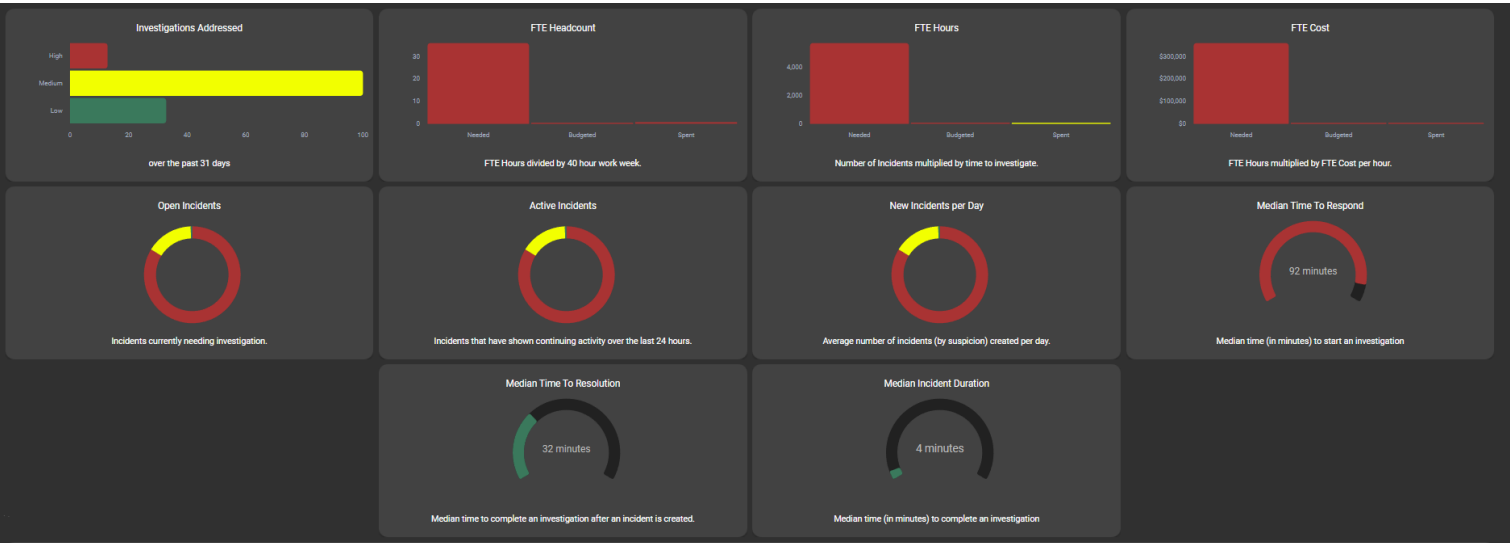 Investigations Addressed
High
Medium
Low
0 20 40 60 80 100
over the past 31 days
FTE Headcount
30
20
10
0
Needed Budgeted Spent
FTE Hours divided by 40 hour work week.
FTE Hours
4,000
2,000
0
Needed Budgeted Spent
Number of Incidents multiplied by time to investigate.
FTE Cost
$300,000
$200,000
$100,000
$0
Needed Budgeted Spent
FTE Hours multiplied by FTE Cost per hour.
Open Incidents
Incidents currently needing investigation.
Active Incidents
Incidents that have shown continuing activity over the last 24 hours.
New Incidents per Day
Average number of incidents (by suspicion) created per day.
Median Time To Respond
92 minutes
Median time (in minutes) to start an investigation
Median Time To Resolution
32 minutes
Median time to complete an investigation after an incident is created.
Median Incident Duration
4 minutes
Median time (in minutes) to complete an investigation